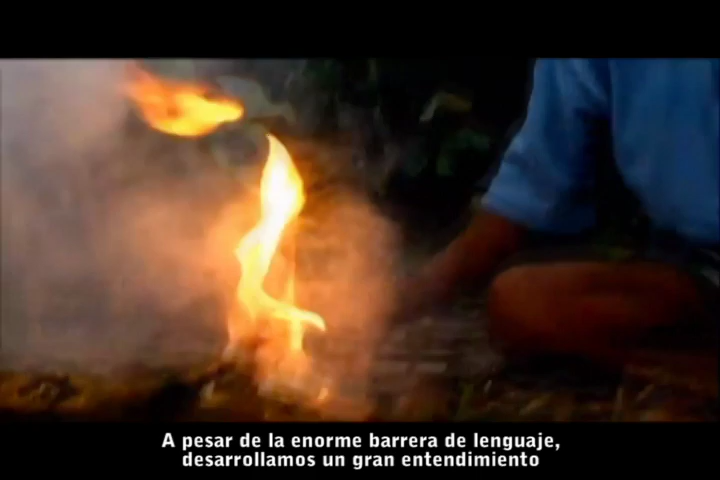 A pesar de la enorme barrera de lenguaje,
desarrollamos un gran entendimiento